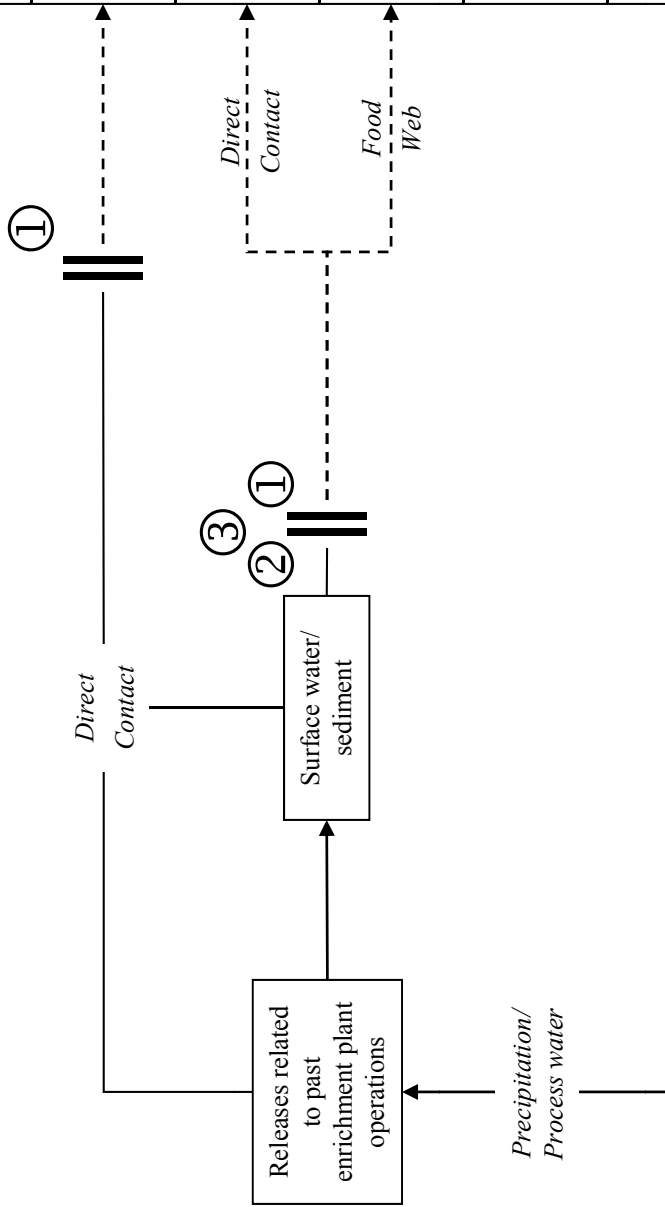 Releases related
to past
enrichment plant
operations
Precipitation/
Process water
Direct
Contact
Surface water/
sediment
②
③
①
①
Direct
Contact
Food
Web